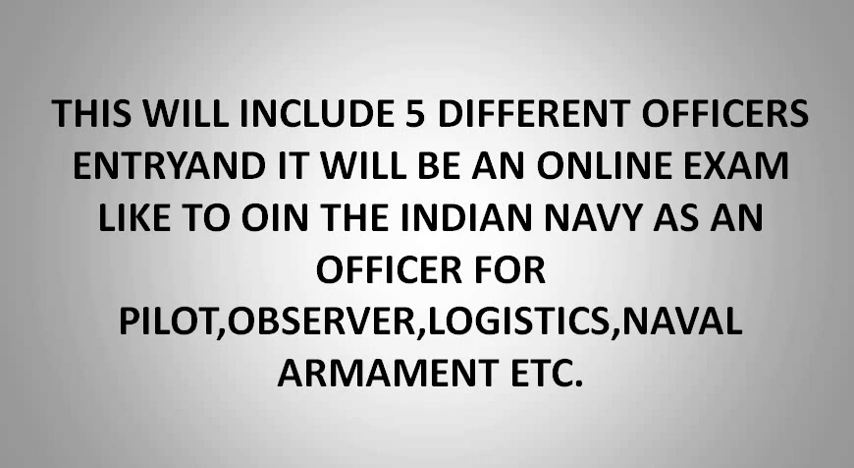 THIS WILL INCLUDE 5 DIFFERENT OFFICERS
ENTRYAND IT WILL BE AN ONLINE EXAM
LIKE TO OIN THE INDIAN NAVY AS AN
OFFICER FOR
PILOT,OBSERVER,LOGISTICS,NAVAL
ARMAMENT ETC.